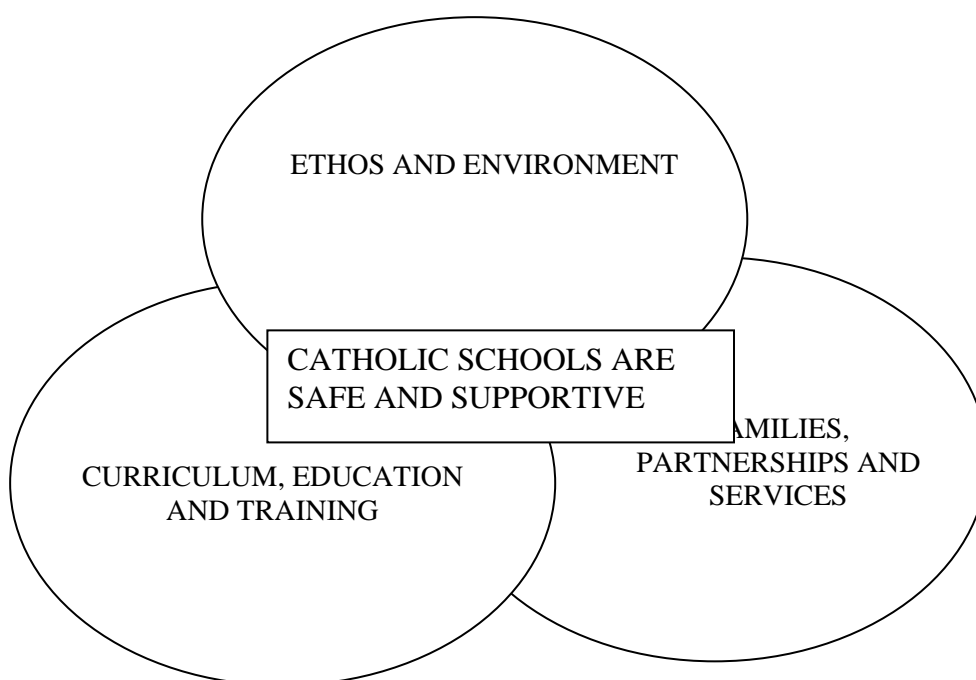 ETHOS AND ENVIRONMENT
CATHOLIC SCHOOLS ARE
SAFE AND SUPPORTIVE
CURRICULUM, EDUCATION
AND TRAINING
AMILIES,
PARTNERSHIPS AND
SERVICES